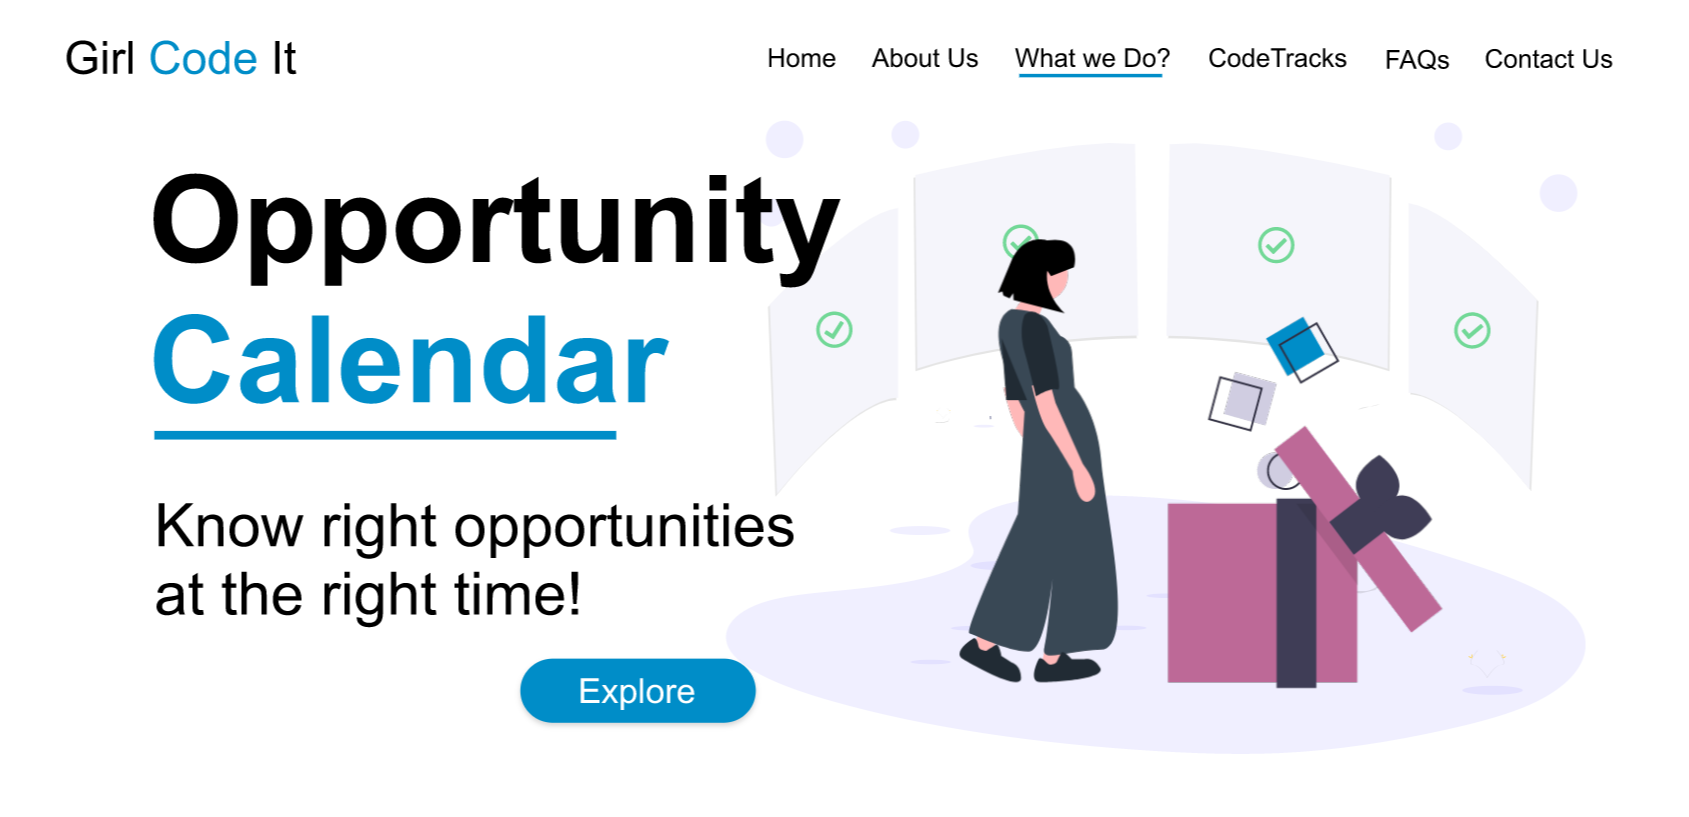 Girl Code It
Home About Us What we Do? CodeTracks FAQs Contact Us
Opportunity
Calendar
Know right opportunities
at the right time!
Explore